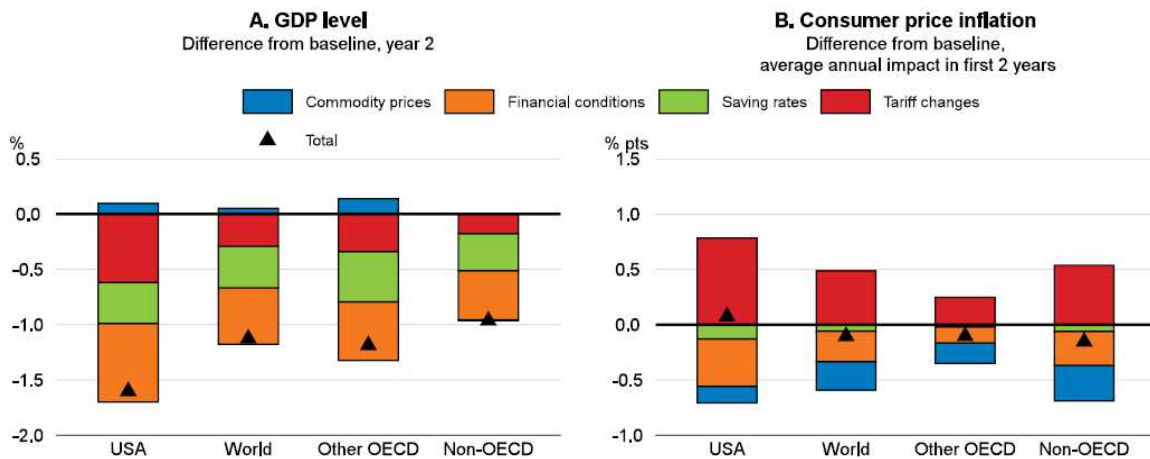 A. GDP level
Difference from baseline, year 2
B. Consumer price inflation
Difference from baseline,
average annual impact in first 2 years
Commodity prices
Financial conditions
Saving rates
Tariff changes
Total
%
0.5
0.0
-0.5
-1.0
-1.5
-2.0
USA
World
Other OECD
Non-OECD
% pts
1.5
1.0
0.5
0.0
-0.5
-1.0
USA
World
Other OECD
Non-OECD